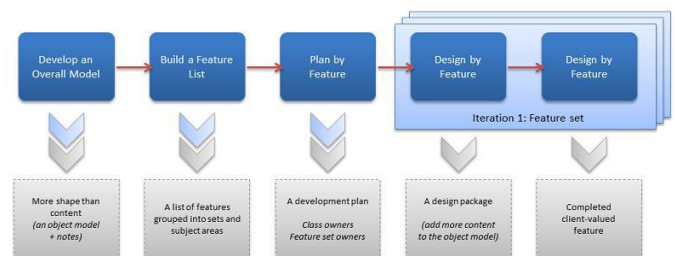 Develop an
Overall Model
Build a Feature
List
Plan by
Feature
Design by
Feature
Design by
Feature
Iteration 1: Feature set
More shape than
content
(an object model
+ notes)
A list of features
grouped into sets and
subject areas
A development plan
Class owners
Feature set owners
A design package
(add more content
to the object model)
Completed
client-valued
feature